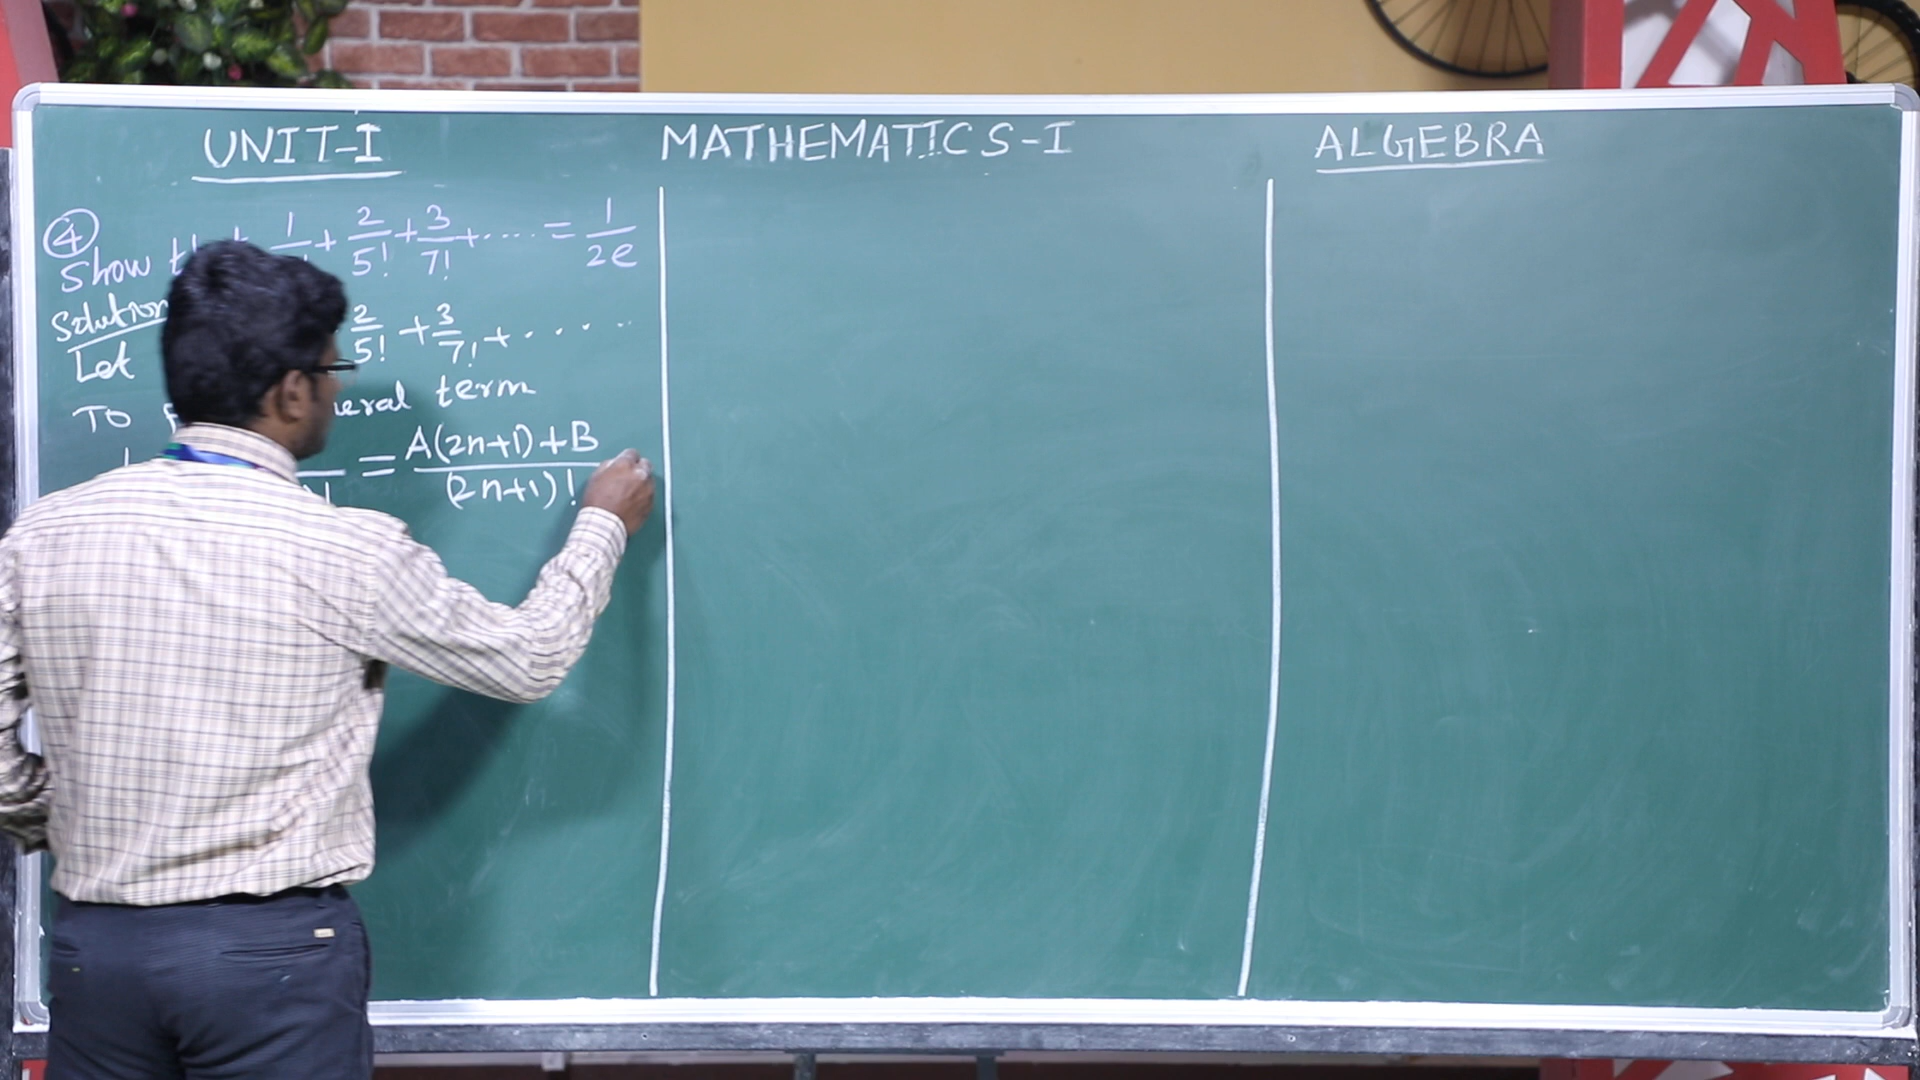 UNIT-I
MATHEMATICS-I
ALGEBRA
④
Show 1 + 2/5! + 3/7! + ..... = 1/2e
Solution
Let 2/5! + 3/7! + .....
To term
= A(2n+1)+B/(2n+1)!